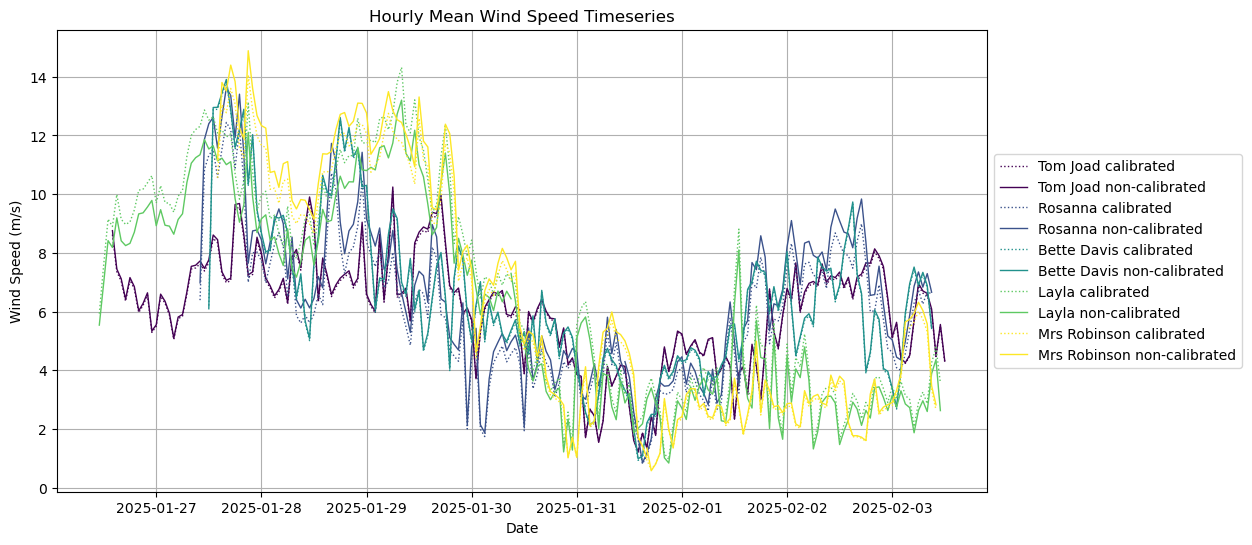 Hourly Mean Wind Speed Timeseries
Wind Speed (m/s)
14
12
10
8
6
4
2
0
2025-01-27
2025-01-28
2025-01-29
2025-01-30
2025-01-31
2025-02-01
2025-02-02
2025-02-03
Date
Tom Joad calibrated
Tom Joad non-calibrated
Rosanna calibrated
Rosanna non-calibrated
Bette Davis calibrated
Bette Davis non-calibrated
Layla calibrated
Layla non-calibrated
Mrs Robinson calibrated
Mrs Robinson non-calibrated